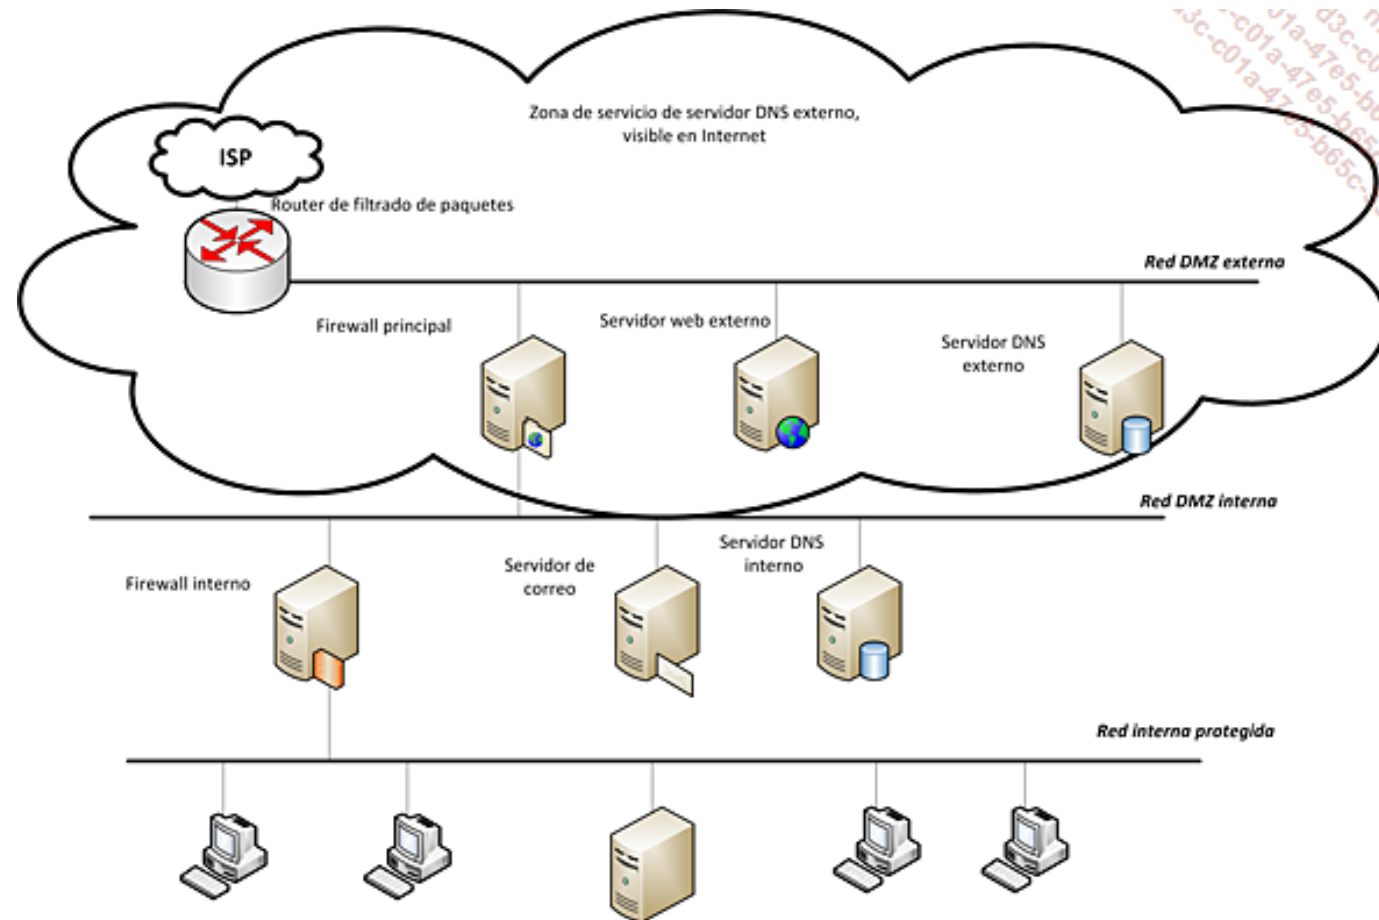 Zona de servicio de servidor DNS externo,
visible en Internet
ISP
Router de filtrado de paquetes
Red DMZ externa
Firewall principal
Servidor web externo
Servidor DNS
externo
Red DMZ interna
Firewall interno
Servidor de
correo
Servidor DNS
interno
Red interna protegida